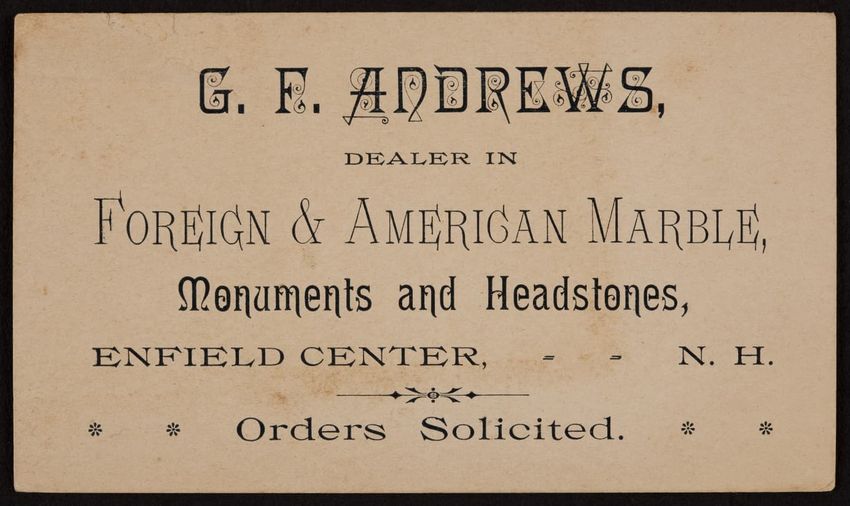 G. F. ANDREWS,
DEALER IN
FOREIGN & AMERICAN MARBLE,
Monuments and Headstones,
ENFIELD CENTER, - - N. H.
* * Orders Solicited. * *